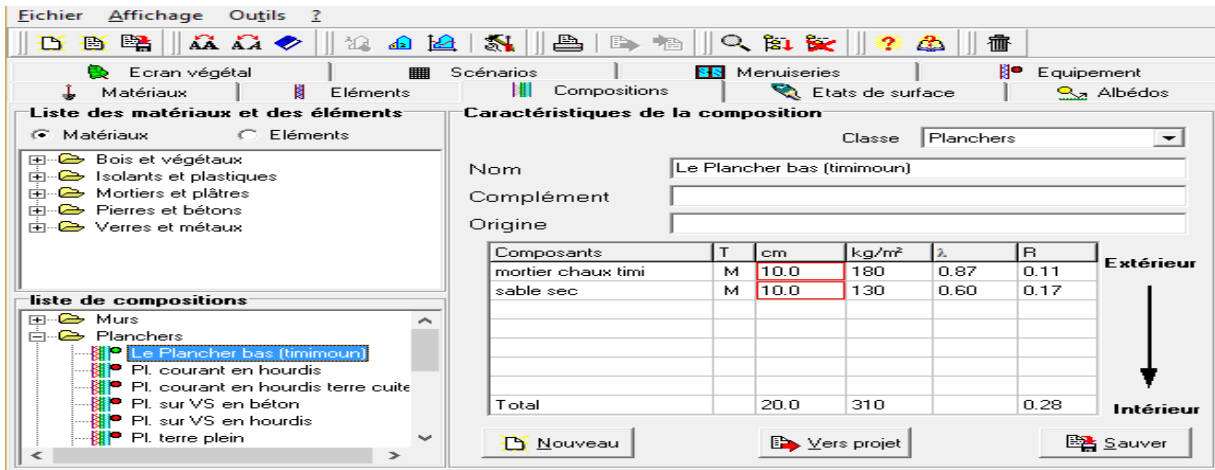 Fichier Affichage Outils ?
Ecran végétal Scénarios Menuiseries Equipement
Matériaux Eléments Compositions Etats de surface Albédos
Liste des matériaux et des éléments
Matériaux Eléments
Bois et végétaux
Isolants et plastiques
Mortiers et plâtres
Pierres et bétons
Verres et métaux
liste de compositions
Murs
Planchers
Le Plancher bas (timimoun)
Pl. courant en hourdis
Pl. courant en hourdis terre cuite
Pl. sur VS en béton
Pl. sur VS en hourdis
Pl. terre plein
Caractéristiques de la composition
Classe Planchers
Nom Le Plancher bas (timimoun)
Complément
Origine
Composants T cm kg/m² λ R
mortier chaux timi M 10.0 180 0.87 0.11
sable sec M 10.0 130 0.60 0.17
Total 20.0 310 0.28
Extérieur
Intérieur
Nouveau Vers projet Sauver